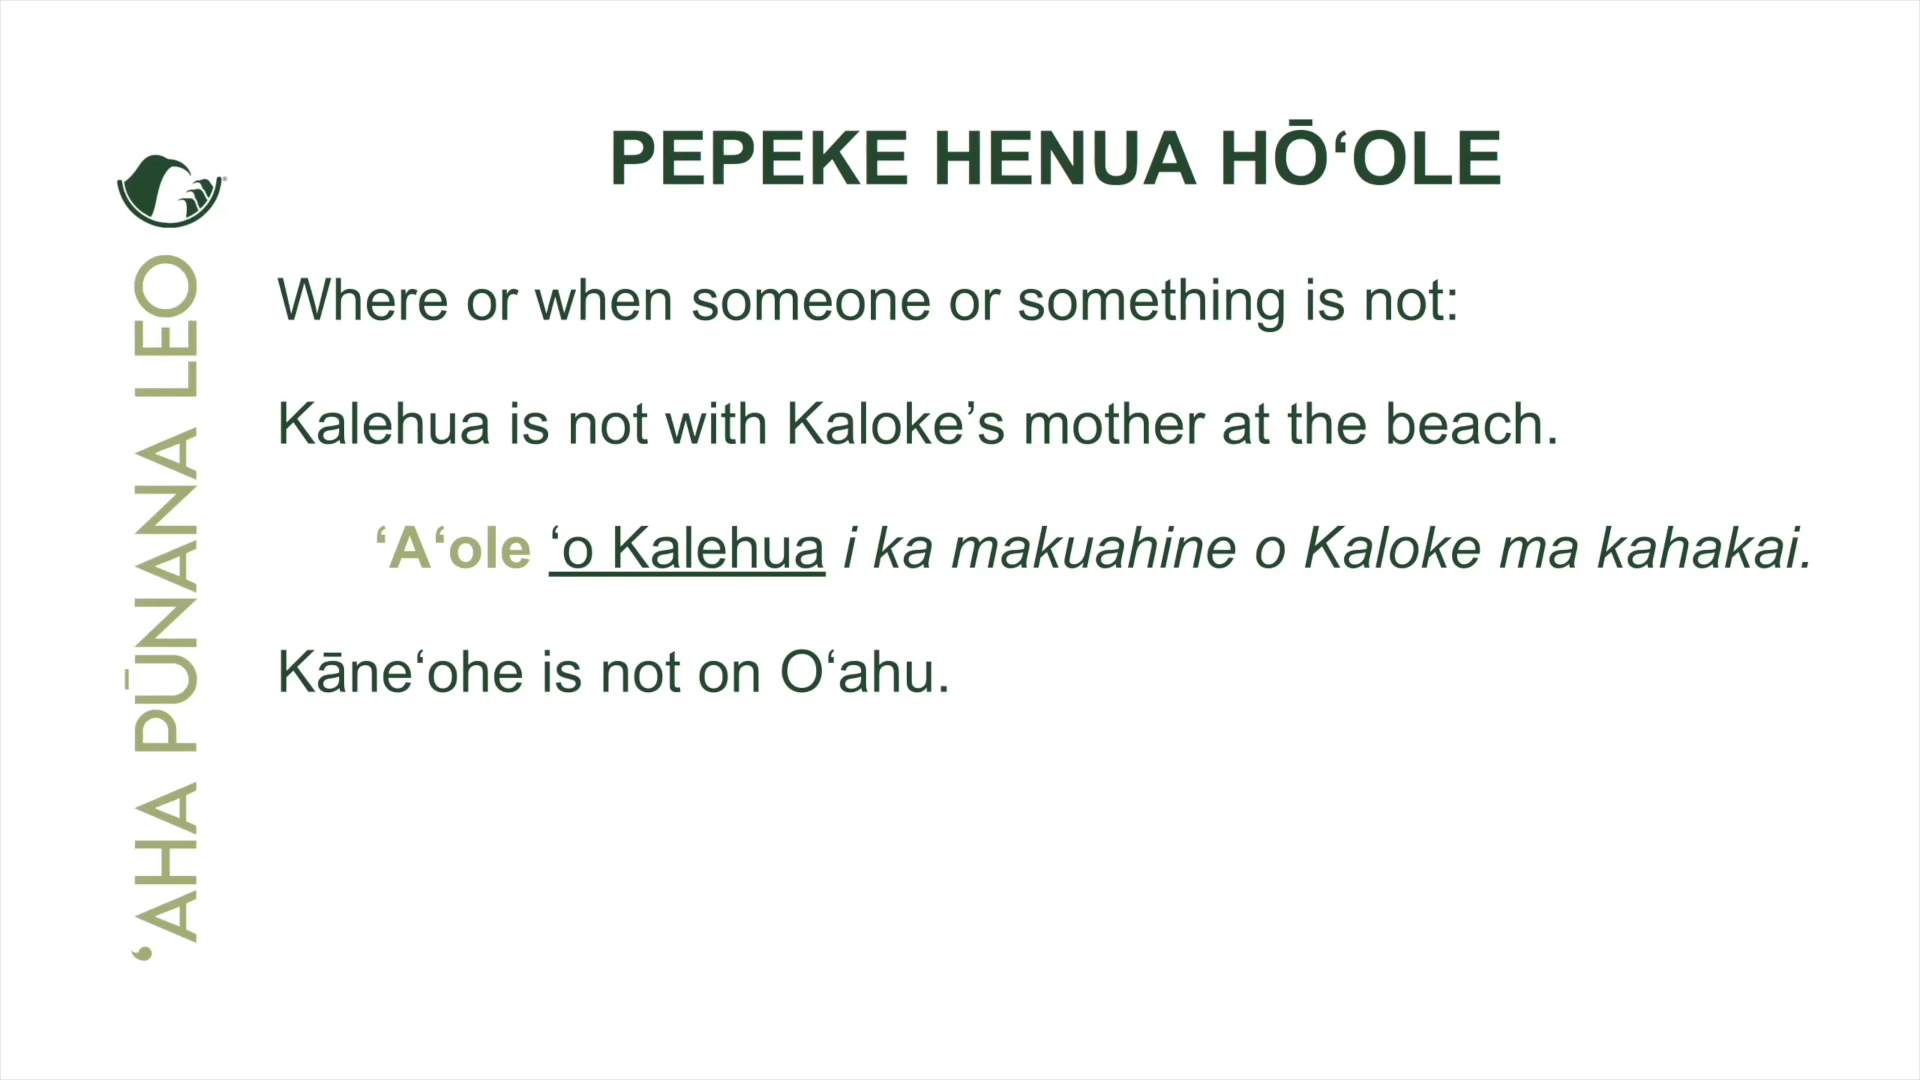 PEPEKE HENUA HŌʻOLE
Where or when someone or something is not:
Kalehua is not with Kaloke’s mother at the beach.
ʻAʻole ʻo Kalehua i ka makuahine o Kaloke ma kahakai.
Kāneʻohe is not on Oʻahu.
ʻAHA PŪNANA LEO